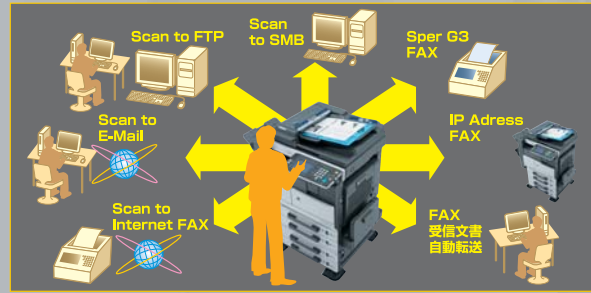 Scan to FTP
Scan
to SMB
Sper G3
FAX
Scan to
E-Mail
IP Adress
FAX
Scan to
Internet FAX
FAX
受信文書
自動転送